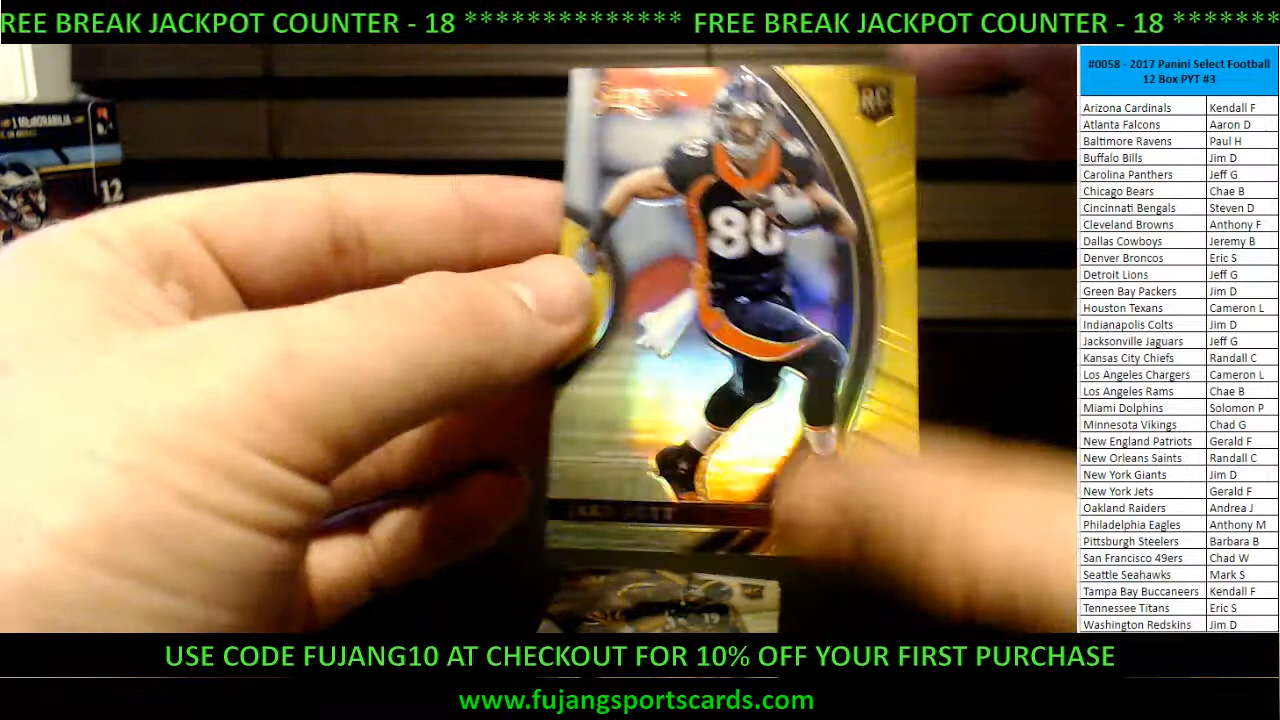 REE BREAK JACKPOT COUNTER - 18 ************** FREE BREAK JACKPOT COUNTER - 18 *******
#0058 - 2017 Panini Select Football
12 Box PYT #3
Arizona Cardinals Kendall F
Atlanta Falcons Aaron D
Baltimore Ravens Paul H
Buffalo Bills Jim D
Carolina Panthers Jeff G
Chicago Bears Chae B
Cincinnati Bengals Steven D
Cleveland Browns Anthony F
Dallas Cowboys Jeremy B
Denver Broncos Eric S
Detroit Lions Jeff G
Green Bay Packers Jim D
Houston Texans Cameron L
Indianapolis Colts Jim D
Jacksonville Jaguars Jeff G
Kansas City Chiefs Randall C
Los Angeles Chargers Cameron L
Los Angeles Rams Chae B
Miami Dolphins Solomon P
Minnesota Vikings Chad G
New England Patriots Gerald F
New Orleans Saints Randall C
New York Giants Jim D
New York Jets Gerald F
Oakland Raiders Andrea J
Philadelphia Eagles Anthony M
Pittsburgh Steelers Barbara B
San Francisco 49ers Chad W
Seattle Seahawks Mark S
Tampa Bay Buccaneers Kendall F
Tennessee Titans Eric S
Washington Redskins Jim D
RC
80
12
19
USE CODE FUJANG10 AT CHECKOUT FOR 10% OFF YOUR FIRST PURCHASE
www.fujangsportscards.com